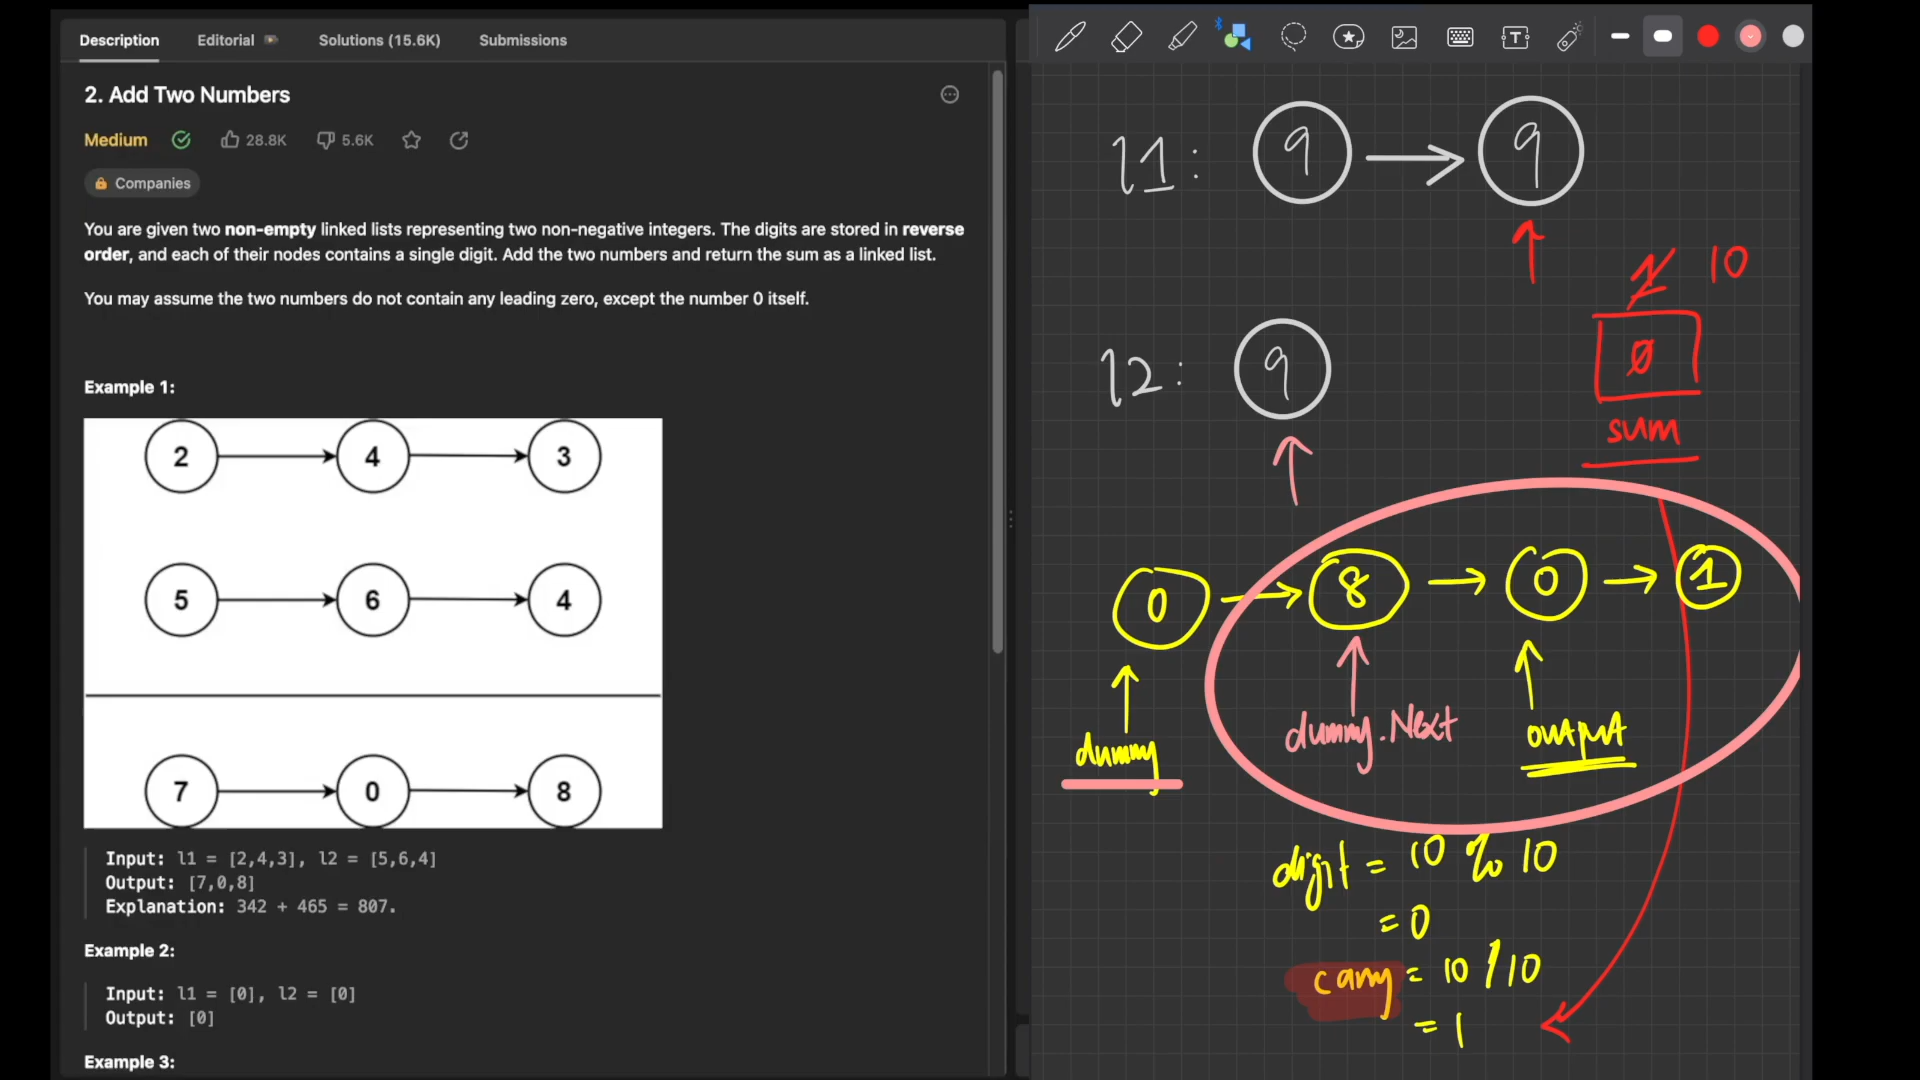 Description Editorial Solutions (15.6K) Submissions
2. Add Two Numbers
Medium 28.8K 5.6K
Companies
You are given two non-empty linked lists representing two non-negative integers. The digits are stored in reverse
order, and each of their nodes contains a single digit. Add the two numbers and return the sum as a linked list.
You may assume the two numbers do not contain any leading zero, except the number 0 itself.
Example 1:
2 4 3
5 6 4
7 0 8
Input: l1 = [2,4,3], l2 = [5,6,4]
Output: [7,0,8]
Explanation: 342 + 465 = 807.
Example 2:
Input: l1 = [0], l2 = [0]
Output: [0]
Example 3:
T
l1: 9 → 9
10
0
sum
l2: 9
0 → 8 → 0 → 1
dummy
dummy.Next
output
digit = 10 % 10
= 0
carry = 10 / 10
= 1